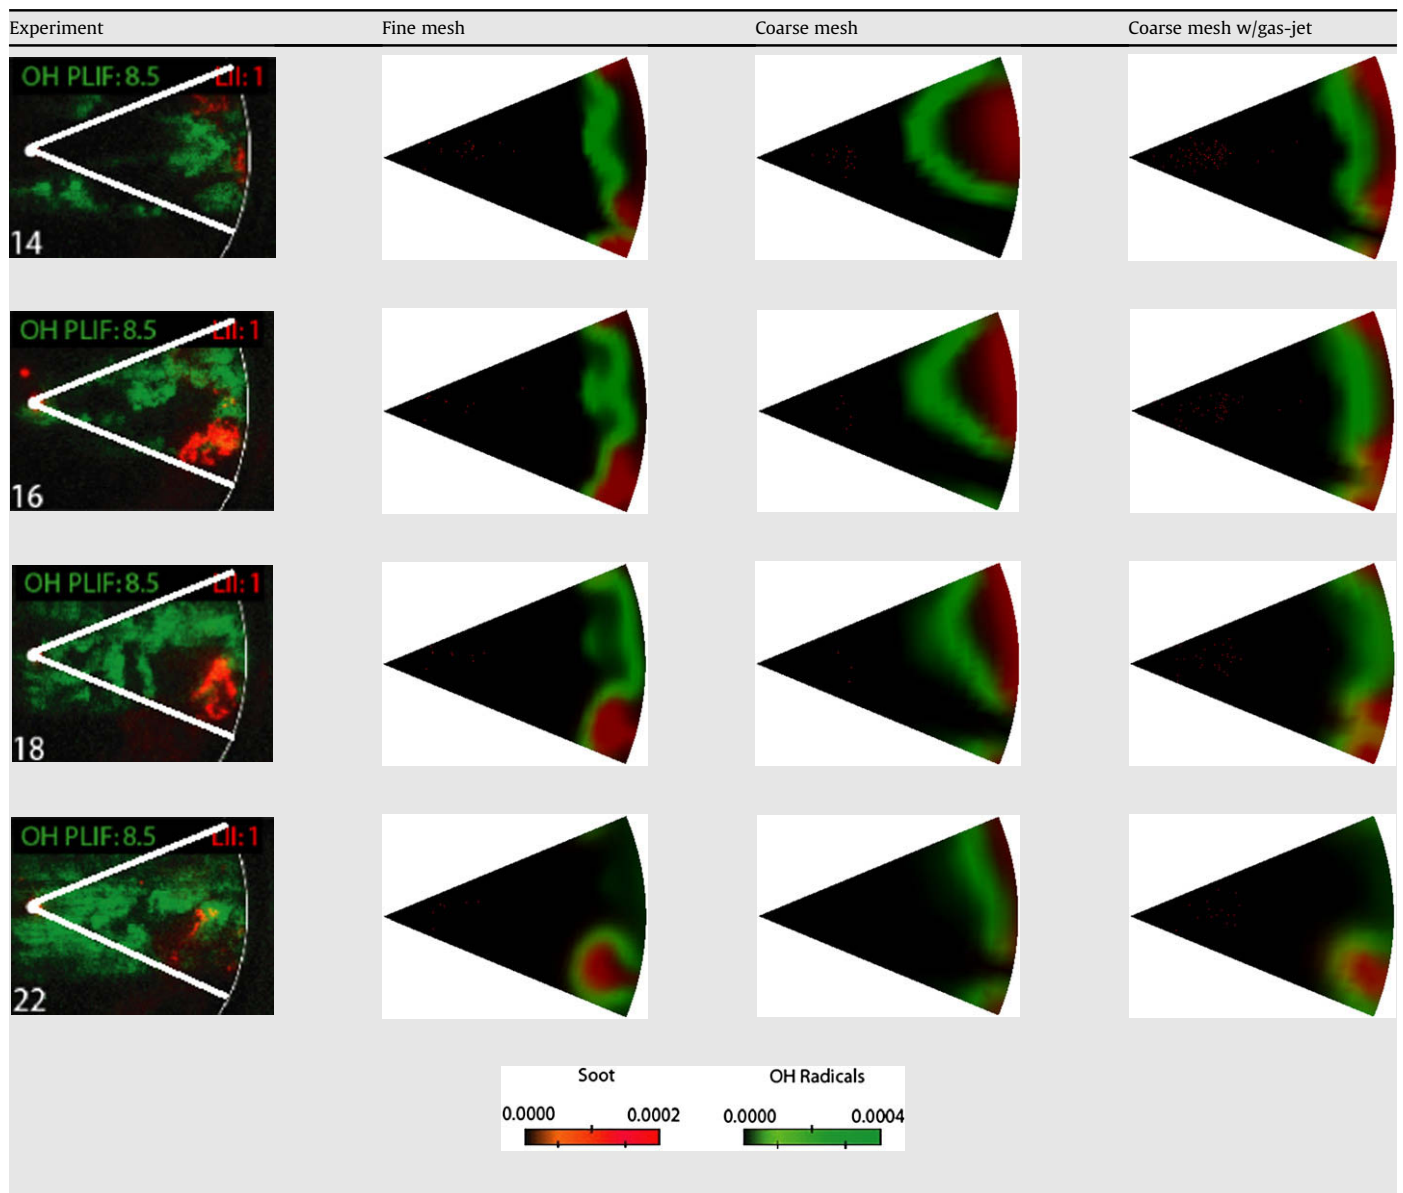 Experiment Fine mesh Coarse mesh Coarse mesh w/gas-jet
OH PLIF: 8.5 LII: 1
14
OH PLIF: 8.5 LII: 1
16
OH PLIF: 8.5 LII: 1
18
OH PLIF: 8.5 LII: 1
22
Soot OH Radicals
0.0000 0.0002 0.0000 0.0004